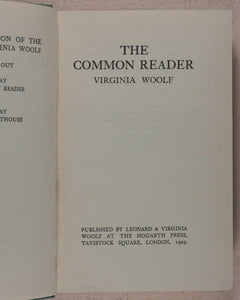 ON OF THE
INIA WOOLF
OUT
AY
READER
AY
THOUSE
THE
COMMON READER
VIRGINIA WOOLF
PUBLISHED BY LEONARD & VIRGINIA
WOOLF AT THE HOGARTH PRESS,
TAVISTOCK SQUARE, LONDON, 1929.